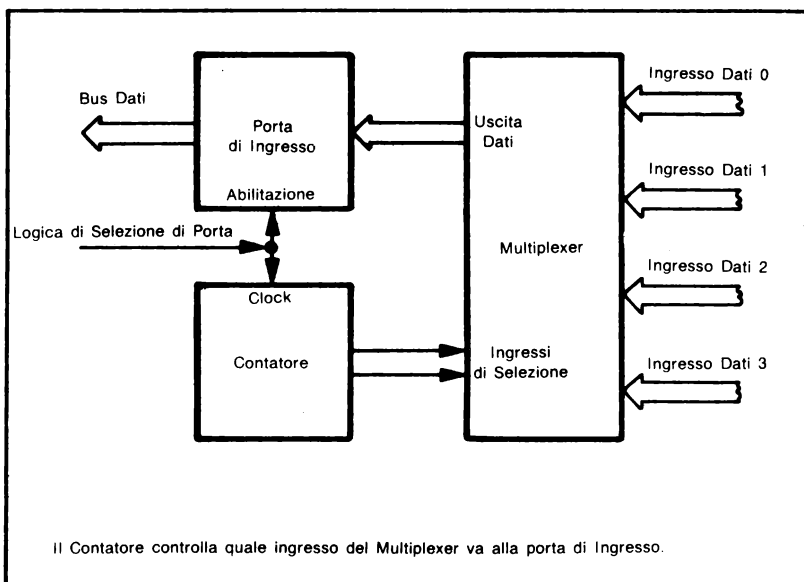 Bus Dati
Porta
di Ingresso
Abilitazione
Logica di Selezione di Porta
Clock
Contatore
Uscita
Dati
Multiplexer
Ingressi
di Selezione
Ingresso Dati 0
Ingresso Dati 1
Ingresso Dati 2
Ingresso Dati 3
Il Contatore controlla quale ingresso del Multiplexer va alla porta di Ingresso.